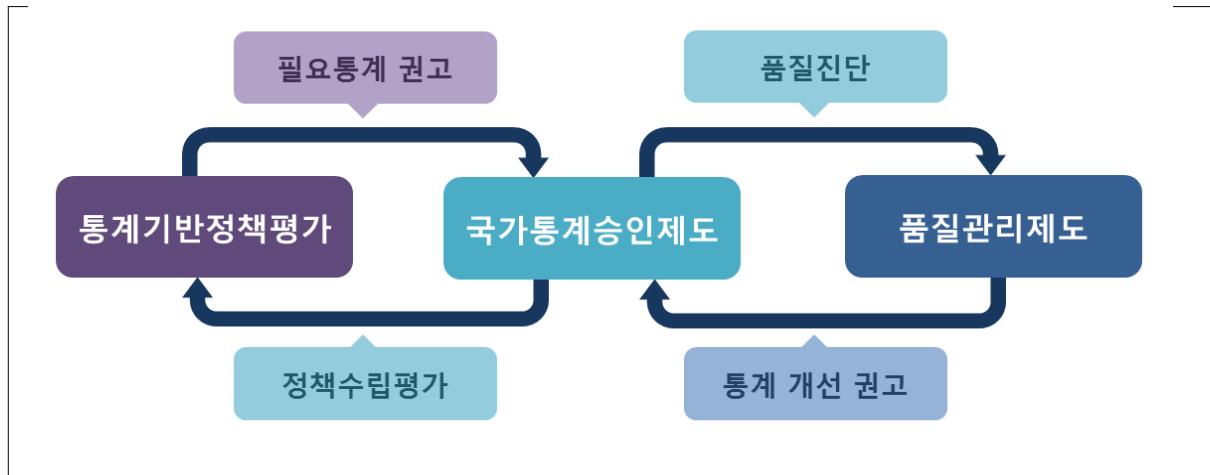 필요통계 권고
품질진단
통계기반정책평가
국가통계승인제도
품질관리제도
정책수립평가
통계 개선 권고